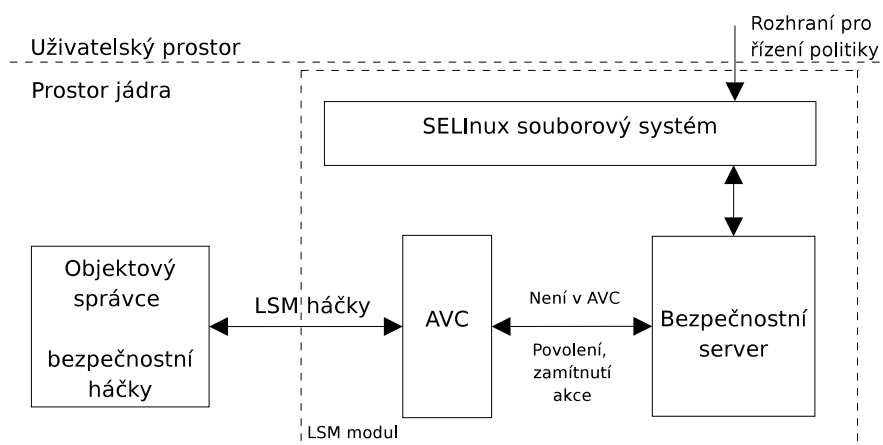 Rozhraní pro
řízení politiky
Uživatelský prostor
Prostor jádra
SELInux souborový systém
Objektový
správce
bezpečnostní
háčky
LSM háčky
AVC
Není v AVC
Povolení,
zamítnutí
akce
Bezpečnostní
server
LSM modul